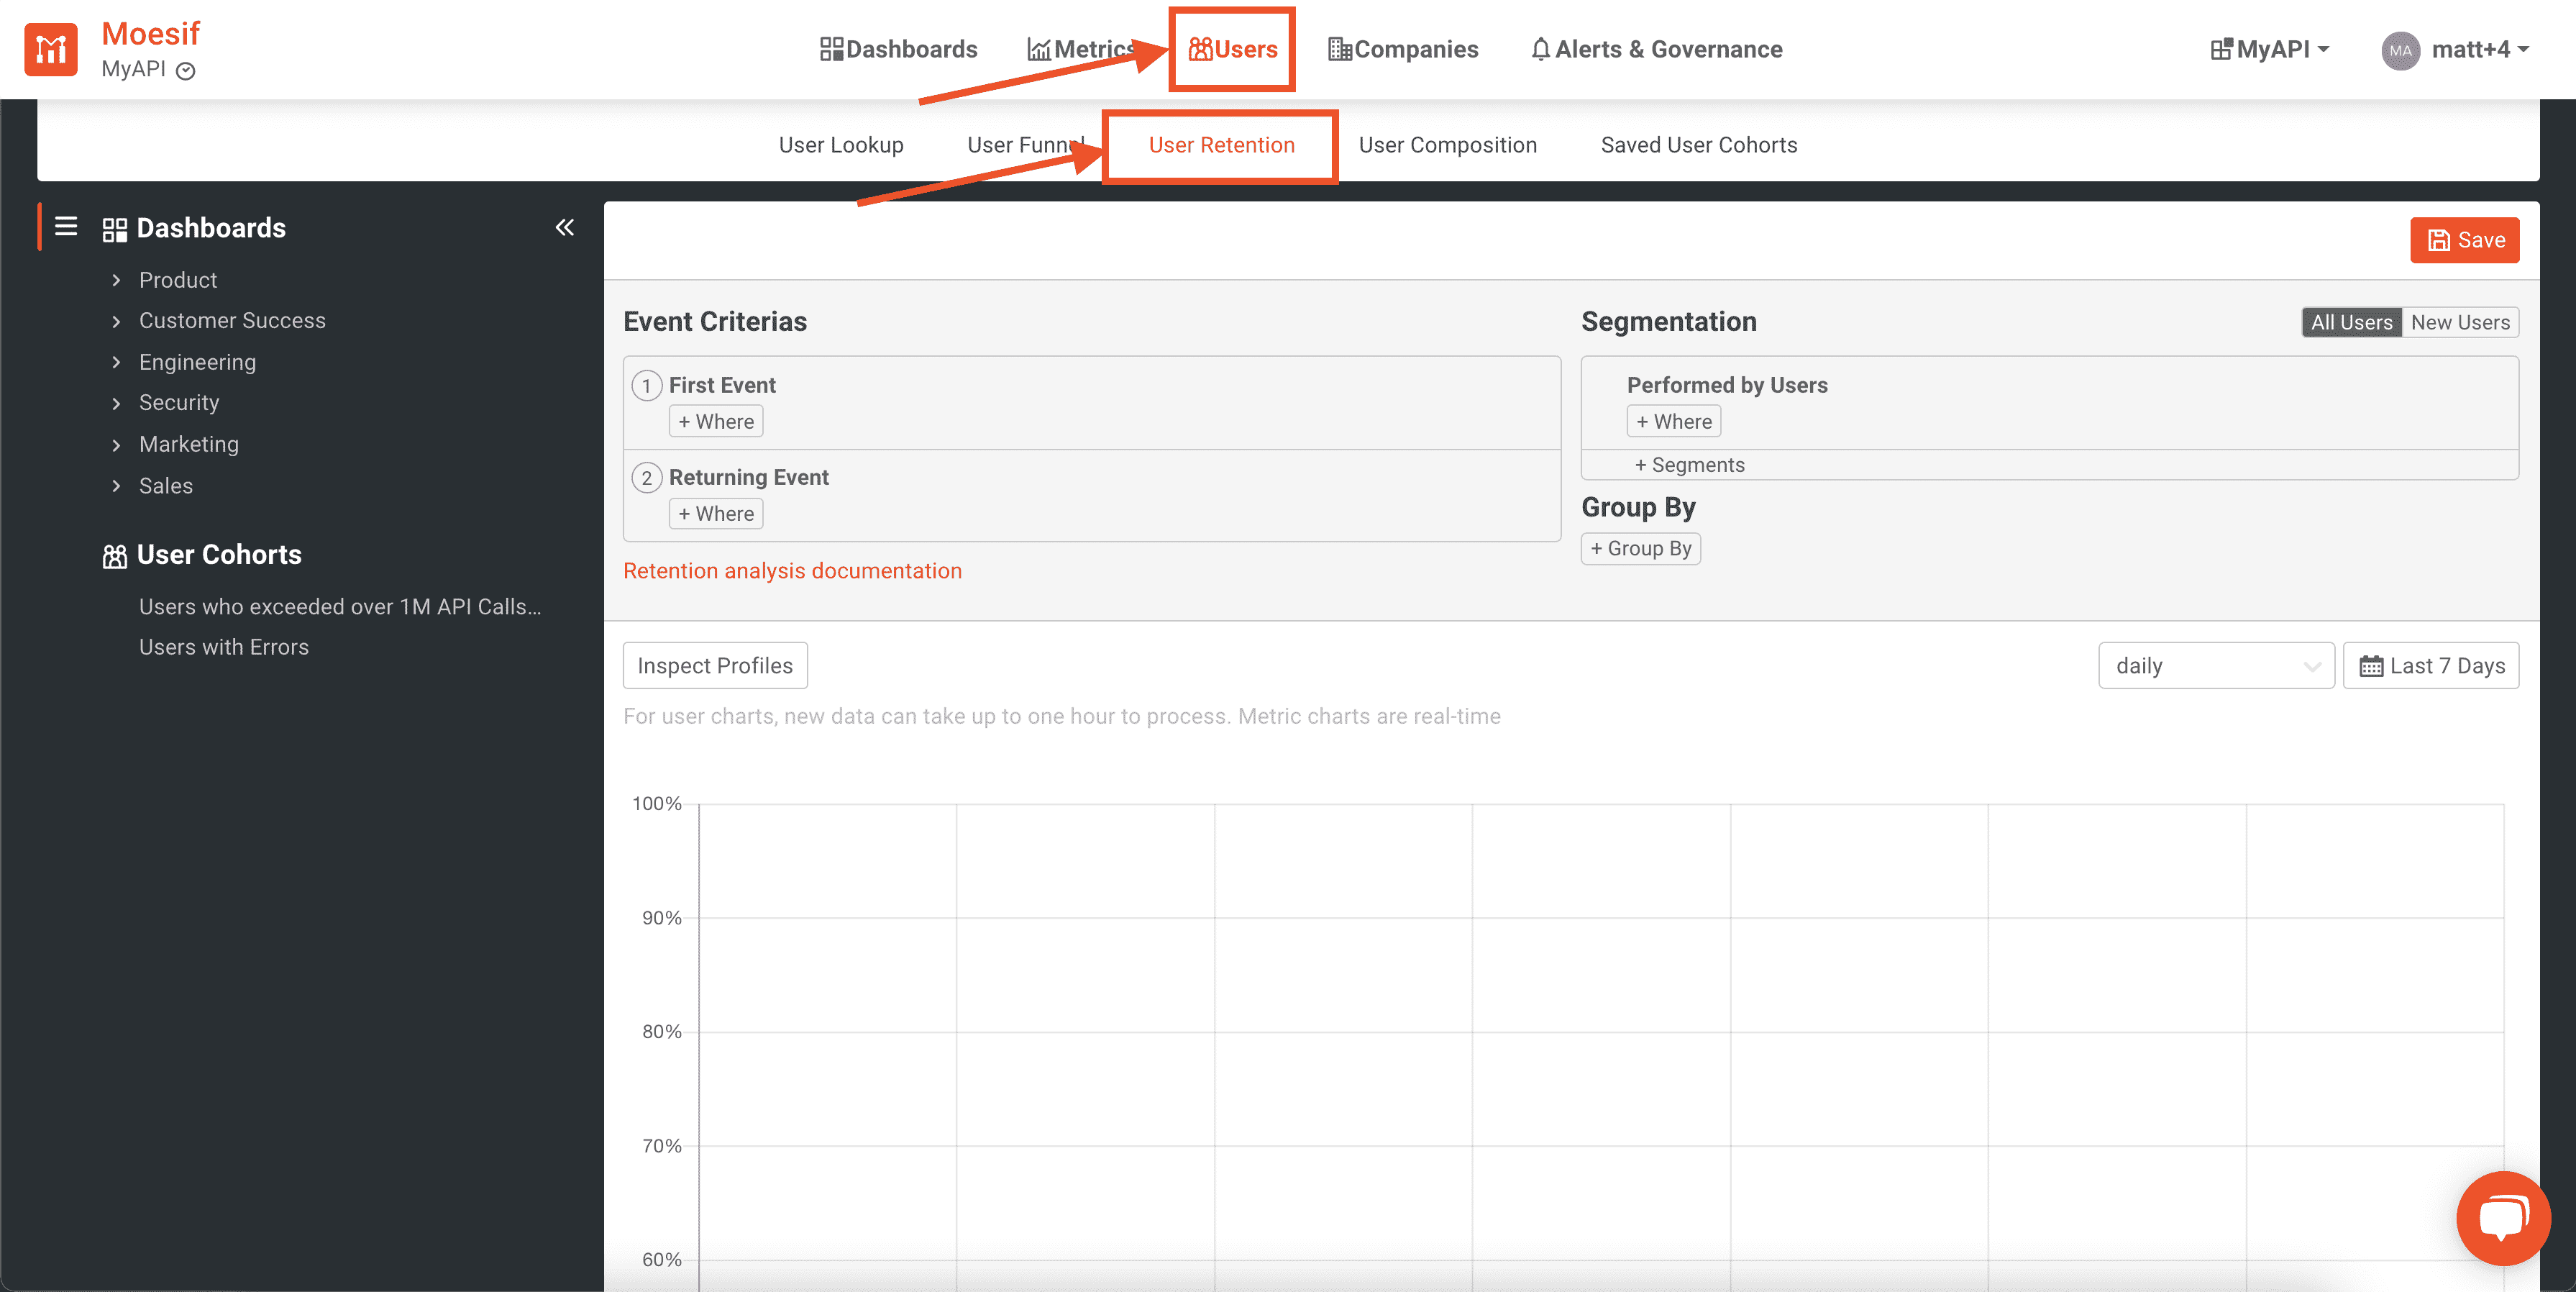 Moesif
MyAPI
Dashboards
Metrics
Users
Companies
Alerts & Governance
MyAPI
MA
matt+4
User Lookup
User Funnel
User Retention
User Composition
Saved User Cohorts
Dashboards
Product
Customer Success
Engineering
Security
Marketing
Sales
User Cohorts
Users who exceeded over 1M API Calls...
Users with Errors
Save
Event Criterias
1 First Event
+ Where
2 Returning Event
+ Where
Retention analysis documentation
Segmentation
All Users
New Users
Performed by Users
+ Where
+ Segments
Group By
+ Group By
Inspect Profiles
daily
Last 7 Days
For user charts, new data can take up to one hour to process. Metric charts are real-time
100%
90%
80%
70%
60%